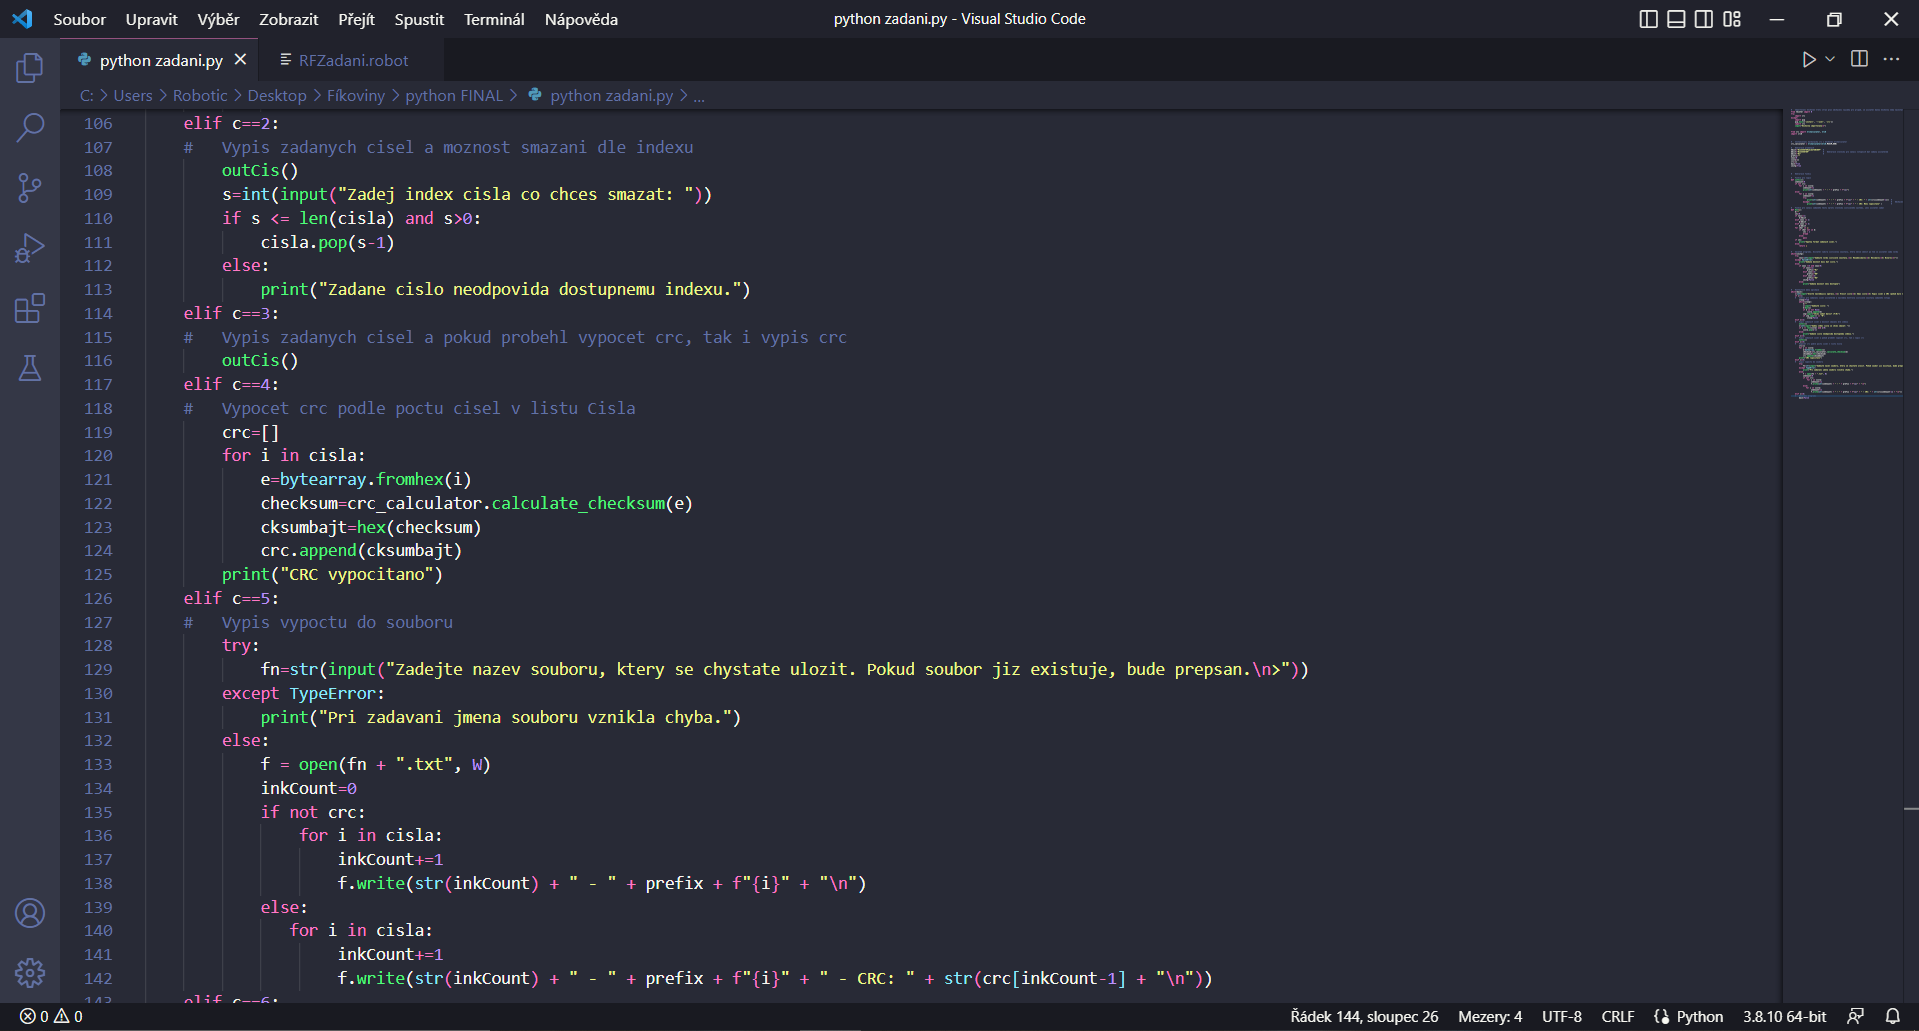 Soubor Upravit Výběr Zobrazit Přejít Spustit Terminál Nápověda python zadani.py - Visual Studio Code
python zadani.py RFZadani.robot
C: > Users > Robotic > Desktop > Fíkoviny > python FINAL > python zadani.py > ...
106 elif c==2:
107 # Vypis zadanych cisel a moznost smazani dle indexu
108 outCis()
109 s=int(input("Zadej index cisla co chces smazat: "))
110 if s <= len(cisla) and s>0:
111 cisla.pop(s-1)
112 else:
113 print("Zadane cislo neodpovida dostupnemu indexu.")
114 elif c==3:
115 # Vypis zadanych cisel a pokud probehl vypocet crc, tak i vypis crc
116 outCis()
117 elif c==4:
118 # Vypocet crc podle poctu cisel v listu Cisla
119 crc=[]
120 for i in cisla:
121 e=bytearray.fromhex(i)
122 checksum=crc_calculator.calculate_checksum(e)
123 cksumbajt=hex(checksum)
124 crc.append(cksumbajt)
125 print("CRC vypocitano")
126 elif c==5:
127 # Vypis vypoctu do souboru
128 try:
129 fn=str(input("Zadejte nazev souboru, ktery se chystate ulozit. Pokud soubor jiz existuje, bude prepsan.\n>"))
130 except TypeError:
131 print("Pri zadavani jmena souboru vznikla chyba.")
132 else:
133 f = open(fn + ".txt", W)
134 inkCount=0
135 if not crc:
136 for i in cisla:
137 inkCount+=1
138 f.write(str(inkCount) + " - " + prefix + f"{i}" + "\n")
139 else:
140 for i in cisla:
141 inkCount+=1
142 f.write(str(inkCount) + " - " + prefix + f"{i}" + " - CRC: " + str(crc[inkCount-1] + "\n"))
143 elif c==6:
0 0 Řádek 144, sloupec 26 Mezery: 4 UTF-8 CRLF Python 3.8.10 64-bit